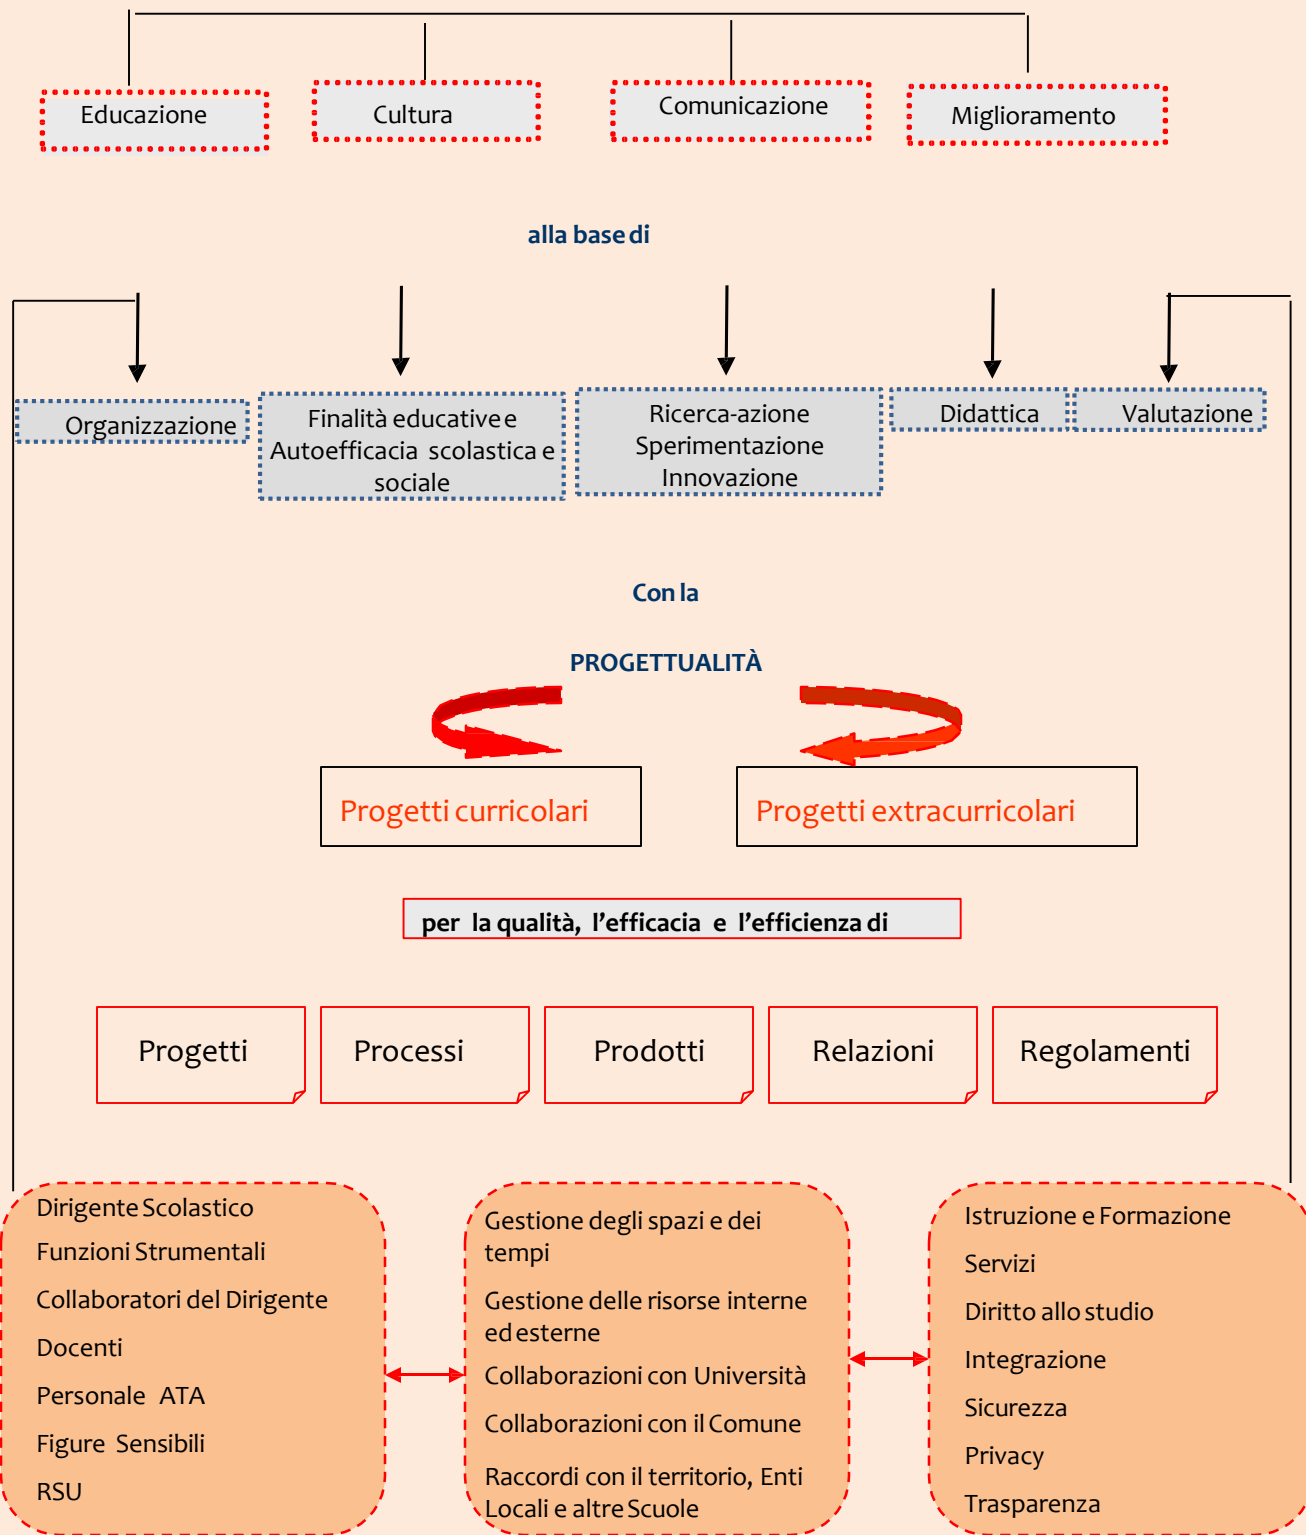 Educazione
Cultura
Comunicazione
Miglioramento
alla base di
Organizzazione
Finalità educative e
Autoefficacia scolastica e
sociale
Ricerca-azione
Sperimentazione
Innovazione
Didattica
Valutazione
Con la
PROGETTUALITÀ
Progetti curricolari
Progetti extracurricolari
per la qualità, l’efficacia e l’efficienza di
Progetti
Processi
Prodotti
Relazioni
Regolamenti
Dirigente Scolastico
Funzioni Strumentali
Collaboratori del Dirigente
Docenti
Personale ATA
Figure Sensibili
RSU
Gestione degli spazi e dei
tempi
Gestione delle risorse interne
ed esterne
Collaborazioni con Università
Collaborazioni con il Comune
Raccordi con il territorio, Enti
Locali e altre Scuole
Istruzione e Formazione
Servizi
Diritto allo studio
Integrazione
Sicurezza
Privacy
Trasparenza